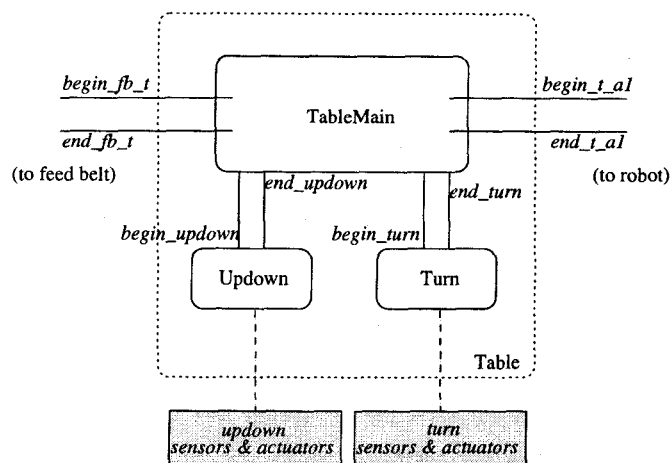 begin_fb_t
begin_t_a1
TableMain
end_fb_t
end_t_a1
(to feed belt)
end_updown
end_turn
(to robot)
begin_updown
begin_turn
Updown
Turn
Table
updown
sensors & actuators
turn
sensors & actuators